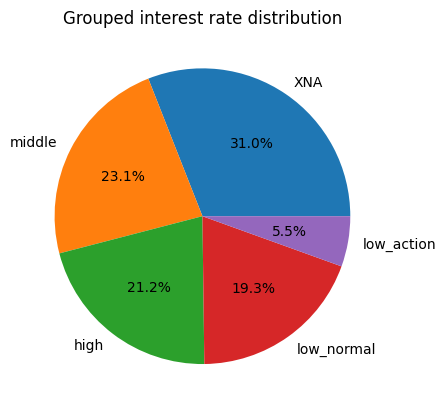 Grouped interest rate distribution
XNA
31.0%
middle
23.1%
5.5%
low_action
21.2%
19.3%
high
low_normal